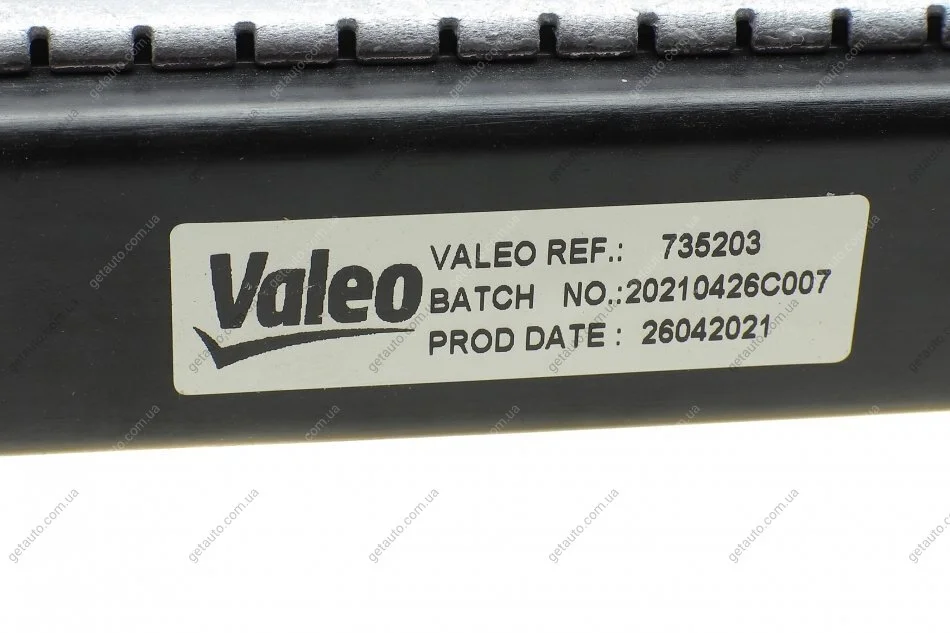 Valeo
VALEO REF.: 735203
BATCH NO.:20210426C007
PROD DATE : 26042021
getauto.com.ua